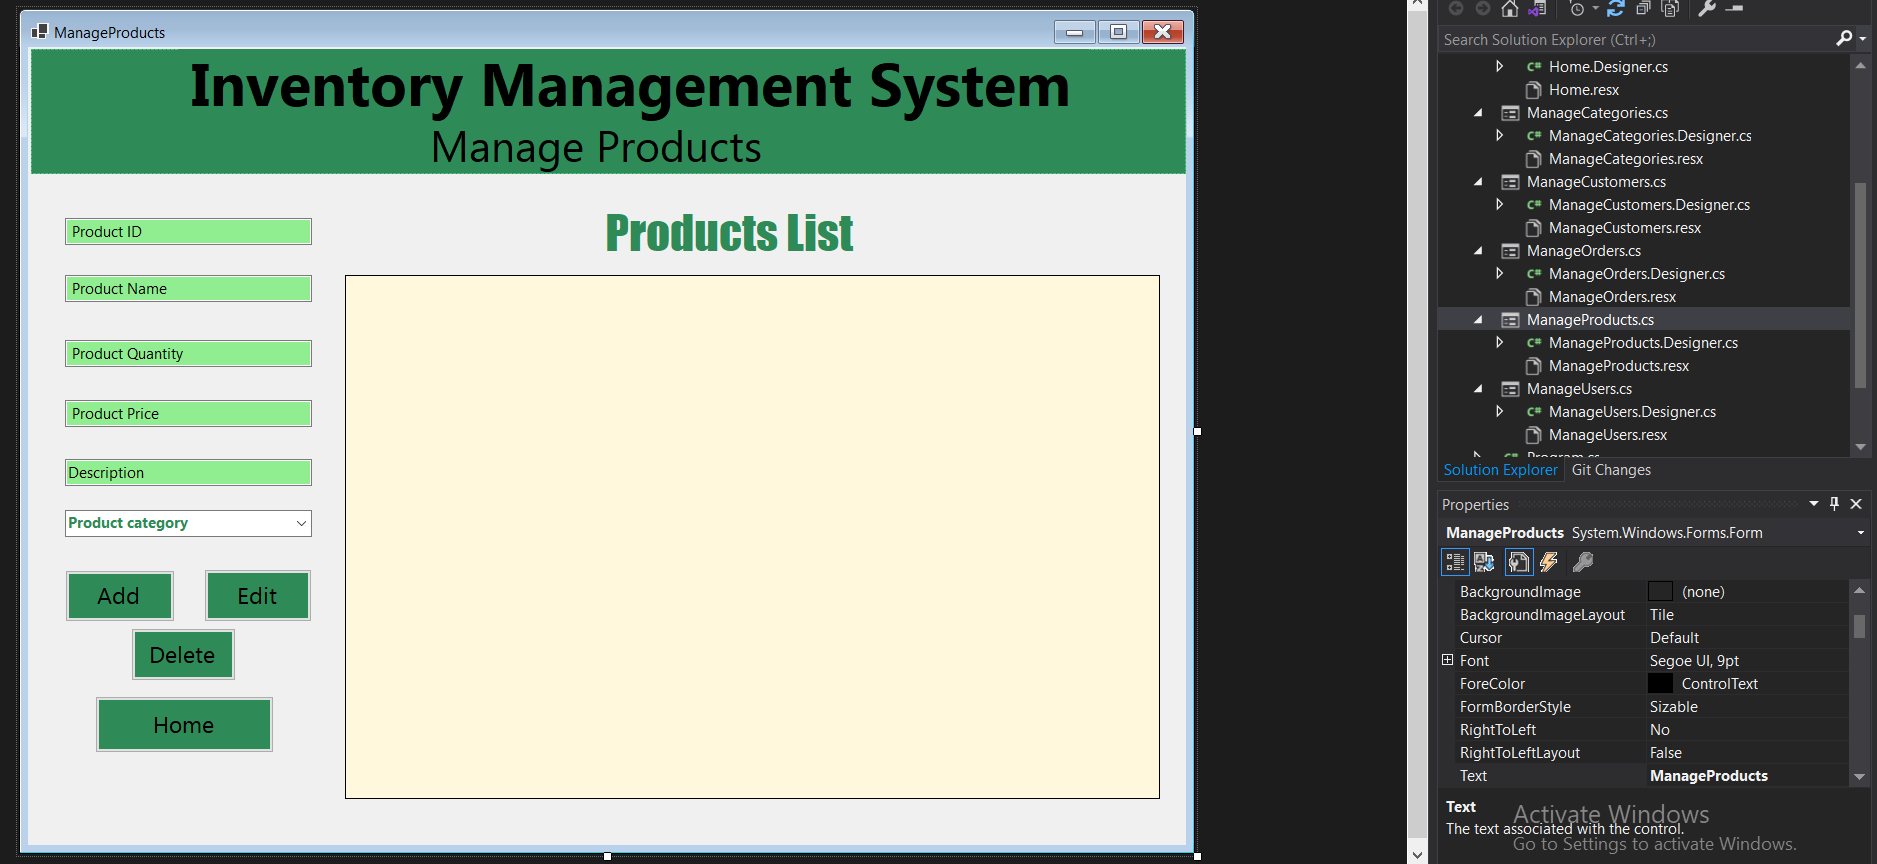 ManageProducts
Inventory Management System
Manage Products
Product ID
Product Name
Product Quantity
Product Price
Description
Product category
Add
Edit
Delete
Home
Products List
Search Solution Explorer (Ctrl+;)
Home.Designer.cs
Home.resx
ManageCategories.cs
ManageCategories.Designer.cs
ManageCategories.resx
ManageCustomers.cs
ManageCustomers.Designer.cs
ManageCustomers.resx
ManageOrders.cs
ManageOrders.Designer.cs
ManageOrders.resx
ManageProducts.cs
ManageProducts.Designer.cs
ManageProducts.resx
ManageUsers.cs
ManageUsers.Designer.cs
ManageUsers.resx
Program.cs
Solution Explorer Git Changes
Properties
ManageProducts System.Windows.Forms.Form
BackgroundImage (none)
BackgroundImageLayout Tile
Cursor Default
Font Segoe UI, 9pt
ForeColor ControlText
FormBorderStyle Sizable
RightToLeft No
RightToLeftLayout False
Text ManageProducts
Text
The text associated with the control.
Activate Windows
Go to Settings to activate Windows.